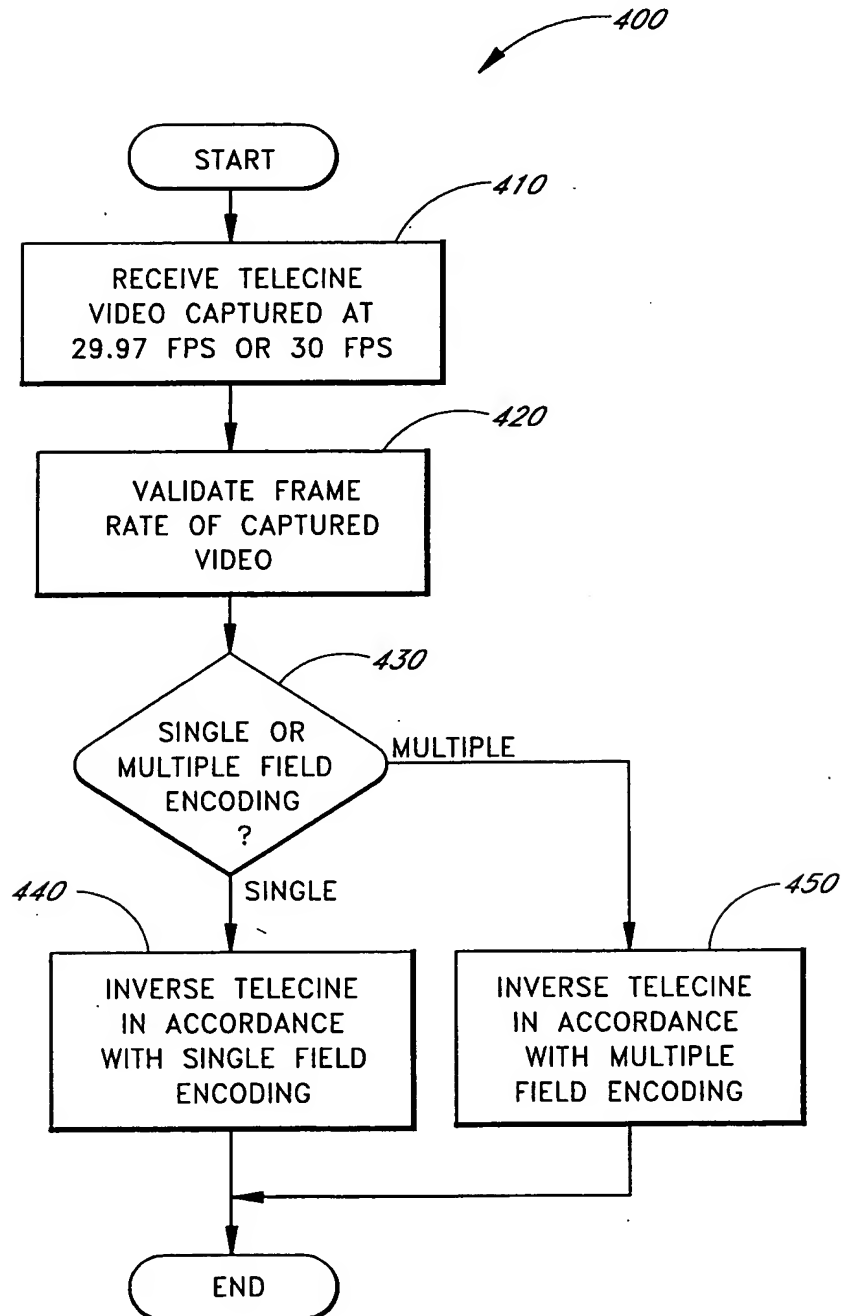 400
START
410
RECEIVE TELECINE
VIDEO CAPTURED AT
29.97 FPS OR 30 FPS
420
VALIDATE FRAME
RATE OF CAPTURED
VIDEO
430
SINGLE OR
MULTIPLE FIELD
ENCODING
?
MULTIPLE
SINGLE
440
INVERSE TELECINE
IN ACCORDANCE
WITH SINGLE FIELD
ENCODING
450
INVERSE TELECINE
IN ACCORDANCE
WITH MULTIPLE
FIELD ENCODING
END